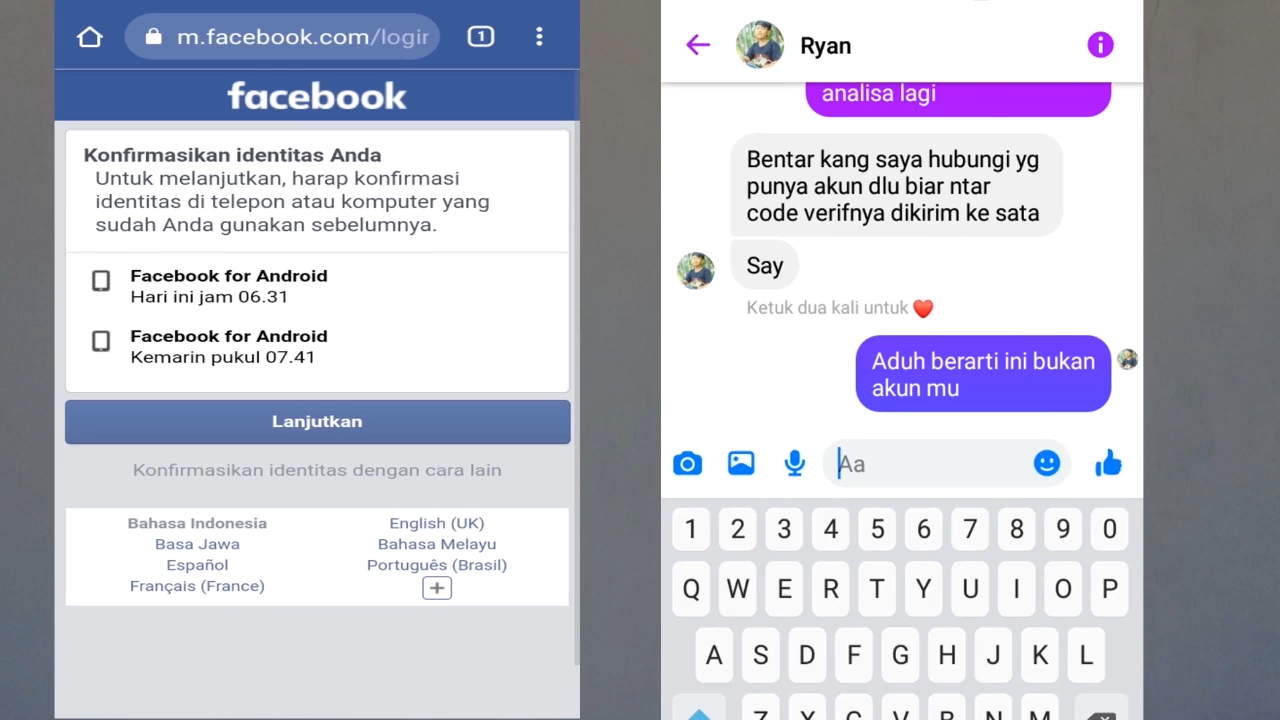 m.facebook.com/logir
1
facebook
Konfirmasikan identitas Anda
Untuk melanjutkan, harap konfirmasi
identitas di telepon atau komputer yang
sudah Anda gunakan sebelumnya.
Facebook for Android
Hari ini jam 06.31
Facebook for Android
Kemarin pukul 07.41
Lanjutkan
Konfirmasikan identitas dengan cara lain
Bahasa Indonesia
Basa Jawa
Español
Français (France)
English (UK)
Bahasa Melayu
Português (Brasil)
Ryan
analisa lagi
Bentar kang saya hubungi yg
punya akun dlu biar ntar
code verifnya dikirim ke sata
Say
Ketuk dua kali untuk
Aduh berarti ini bukan
akun mu
Aa
1 2 3 4 5 6 7 8 9 0
Q W E R T Y U I O P
A S D F G H J K L
Z X C V B N M